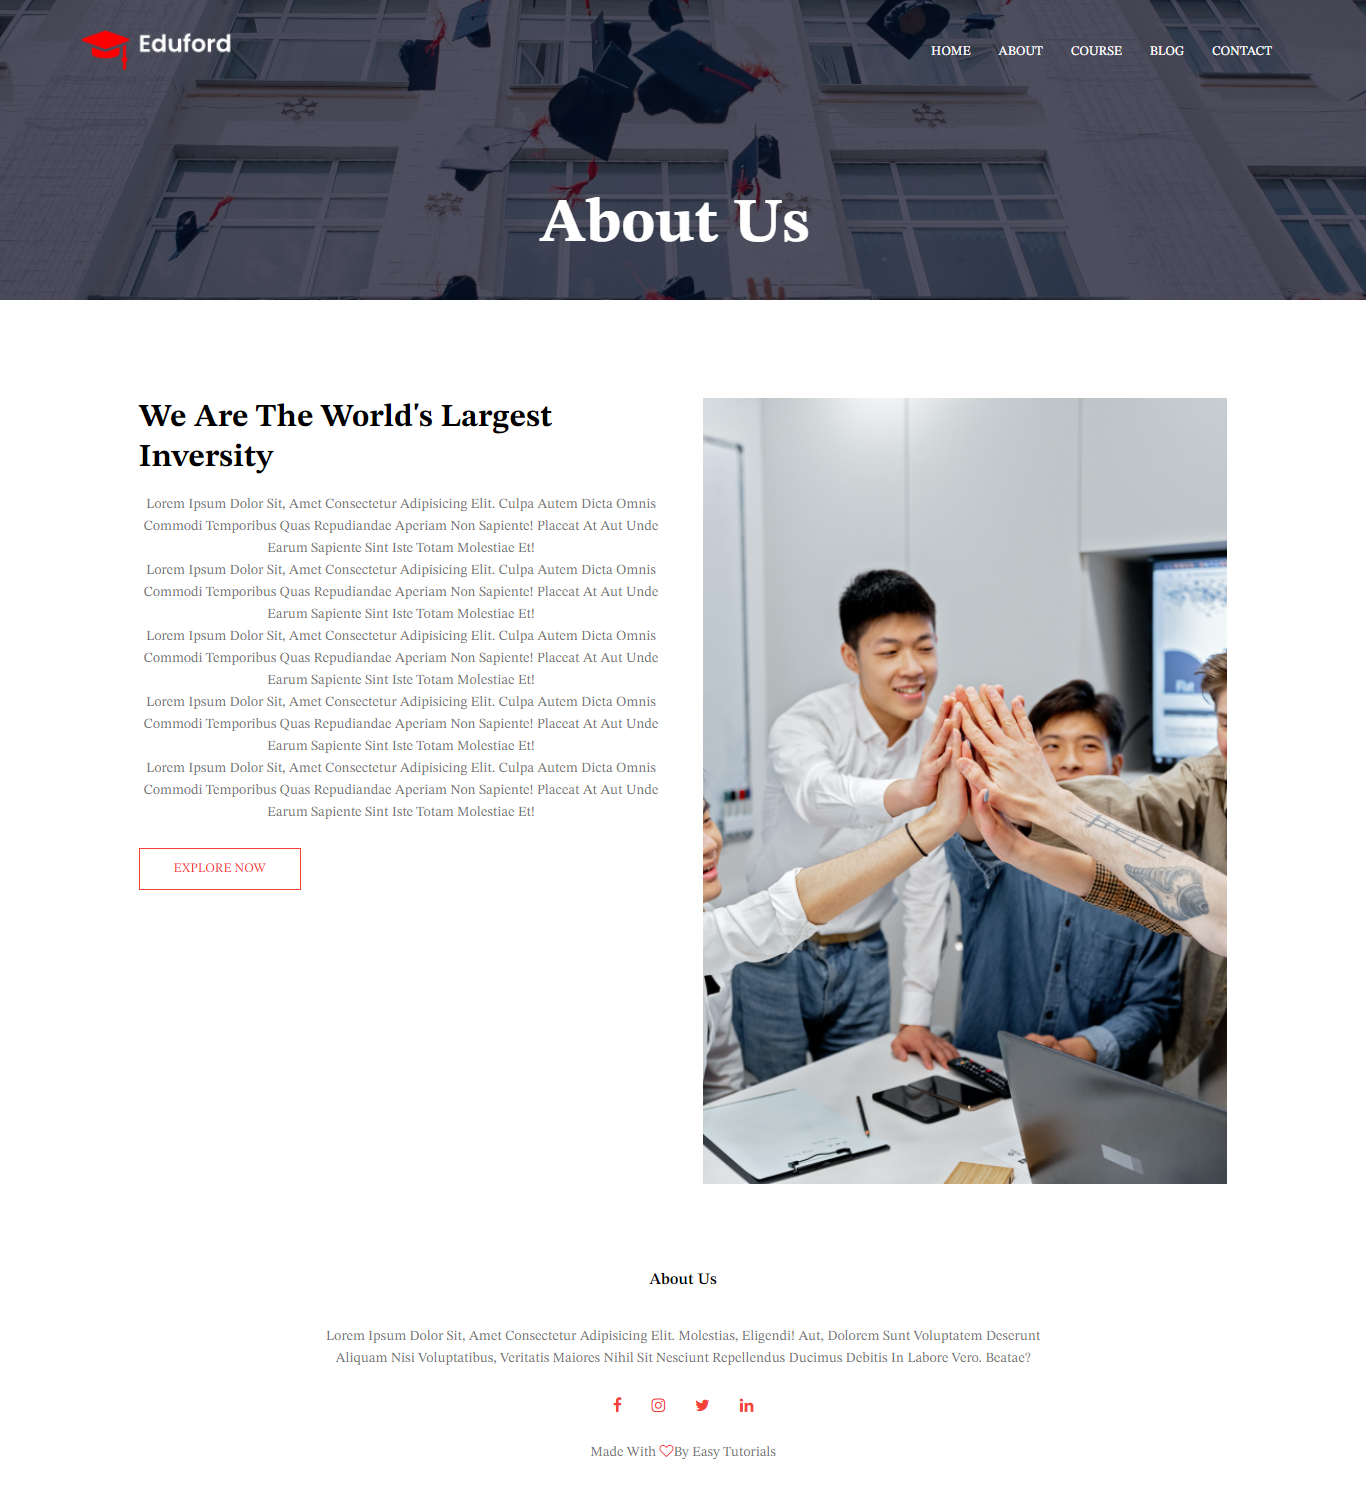 Eduford
HOME ABOUT COURSE BLOG CONTACT
About Us
We Are The World's Largest
Inversity
Lorem Ipsum Dolor Sit, Amet Consectetur Adipisicing Elit. Culpa Autem Dicta Omnis
Commodi Temporibus Quas Repudiandae Aperiam Non Sapiente! Placeat At Aut Unde
Earum Sapiente Sint Iste Totam Molestiae Et!
Lorem Ipsum Dolor Sit, Amet Consectetur Adipisicing Elit. Culpa Autem Dicta Omnis
Commodi Temporibus Quas Repudiandae Aperiam Non Sapiente! Placeat At Aut Unde
Earum Sapiente Sint Iste Totam Molestiae Et!
Lorem Ipsum Dolor Sit, Amet Consectetur Adipisicing Elit. Culpa Autem Dicta Omnis
Commodi Temporibus Quas Repudiandae Aperiam Non Sapiente! Placeat At Aut Unde
Earum Sapiente Sint Iste Totam Molestiae Et!
Lorem Ipsum Dolor Sit, Amet Consectetur Adipisicing Elit. Culpa Autem Dicta Omnis
Commodi Temporibus Quas Repudiandae Aperiam Non Sapiente! Placeat At Aut Unde
Earum Sapiente Sint Iste Totam Molestiae Et!
Lorem Ipsum Dolor Sit, Amet Consectetur Adipisicing Elit. Culpa Autem Dicta Omnis
Commodi Temporibus Quas Repudiandae Aperiam Non Sapiente! Placeat At Aut Unde
Earum Sapiente Sint Iste Totam Molestiae Et!
EXPLORE NOW
About Us
Lorem Ipsum Dolor Sit, Amet Consectetur Adipisicing Elit. Molestias, Eligendi! Aut, Dolorem Sunt Voluptatem Deserunt
Aliquam Nisi Voluptatibus, Veritatis Maiores Nihil Sit Nesciunt Repellendus Ducimus Debitis In Labore Vero. Beatae?
Made With By Easy Tutorials